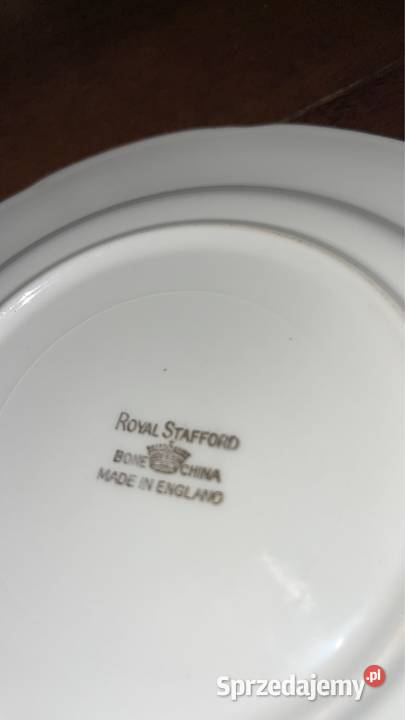 ROYAL STAFFORD
BONE CHINA
MADE IN ENGLAND
Sprzedajemy.pl